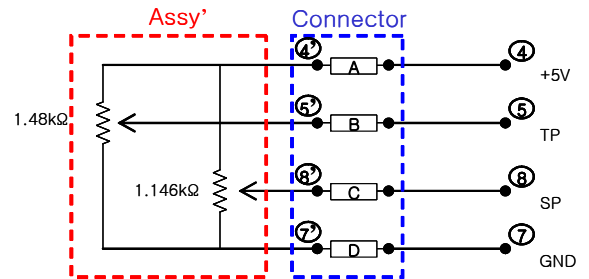 Assy’ Connector
④’ A ④
+5V
⑤’ B ⑤
1.48kΩ
TP
⑧’ C ⑧
1.146kΩ
SP
⑦’ D ⑦
GND